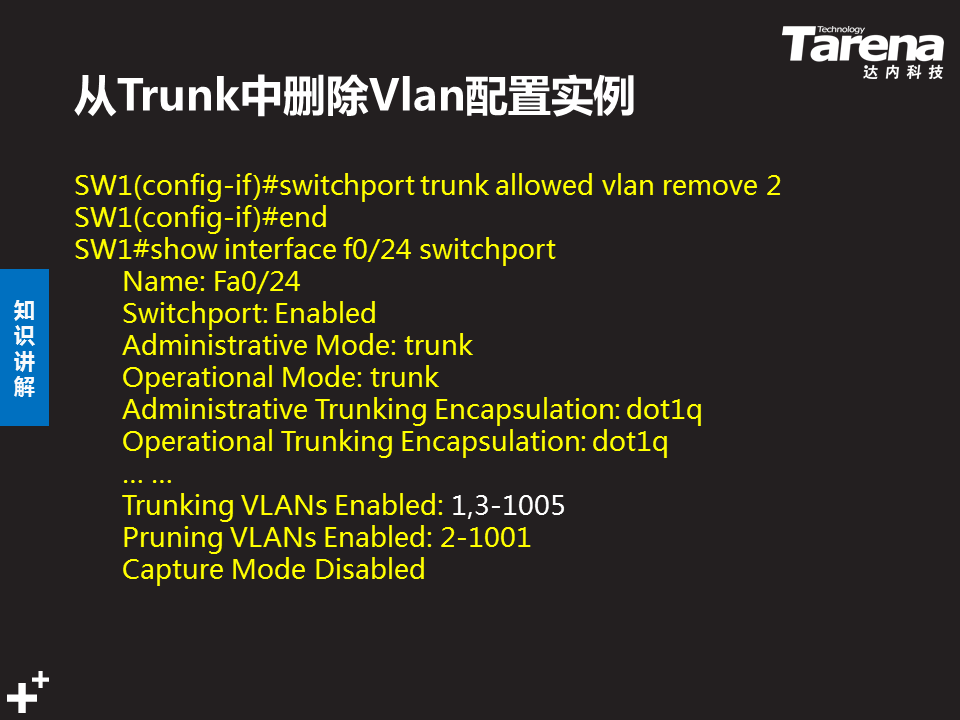 Technology
Tarena
达内科技
从Trunk中删除Vlan配置实例
SW1(config-if)#switchport trunk allowed vlan remove 2
SW1(config-if)#end
SW1#show interface f0/24 switchport
Name: Fa0/24
Switchport: Enabled
Administrative Mode: trunk
Operational Mode: trunk
Administrative Trunking Encapsulation: dot1q
Operational Trunking Encapsulation: dot1q
... ...
Trunking VLANs Enabled: 1,3-1005
Pruning VLANs Enabled: 2-1001
Capture Mode Disabled
知识讲解